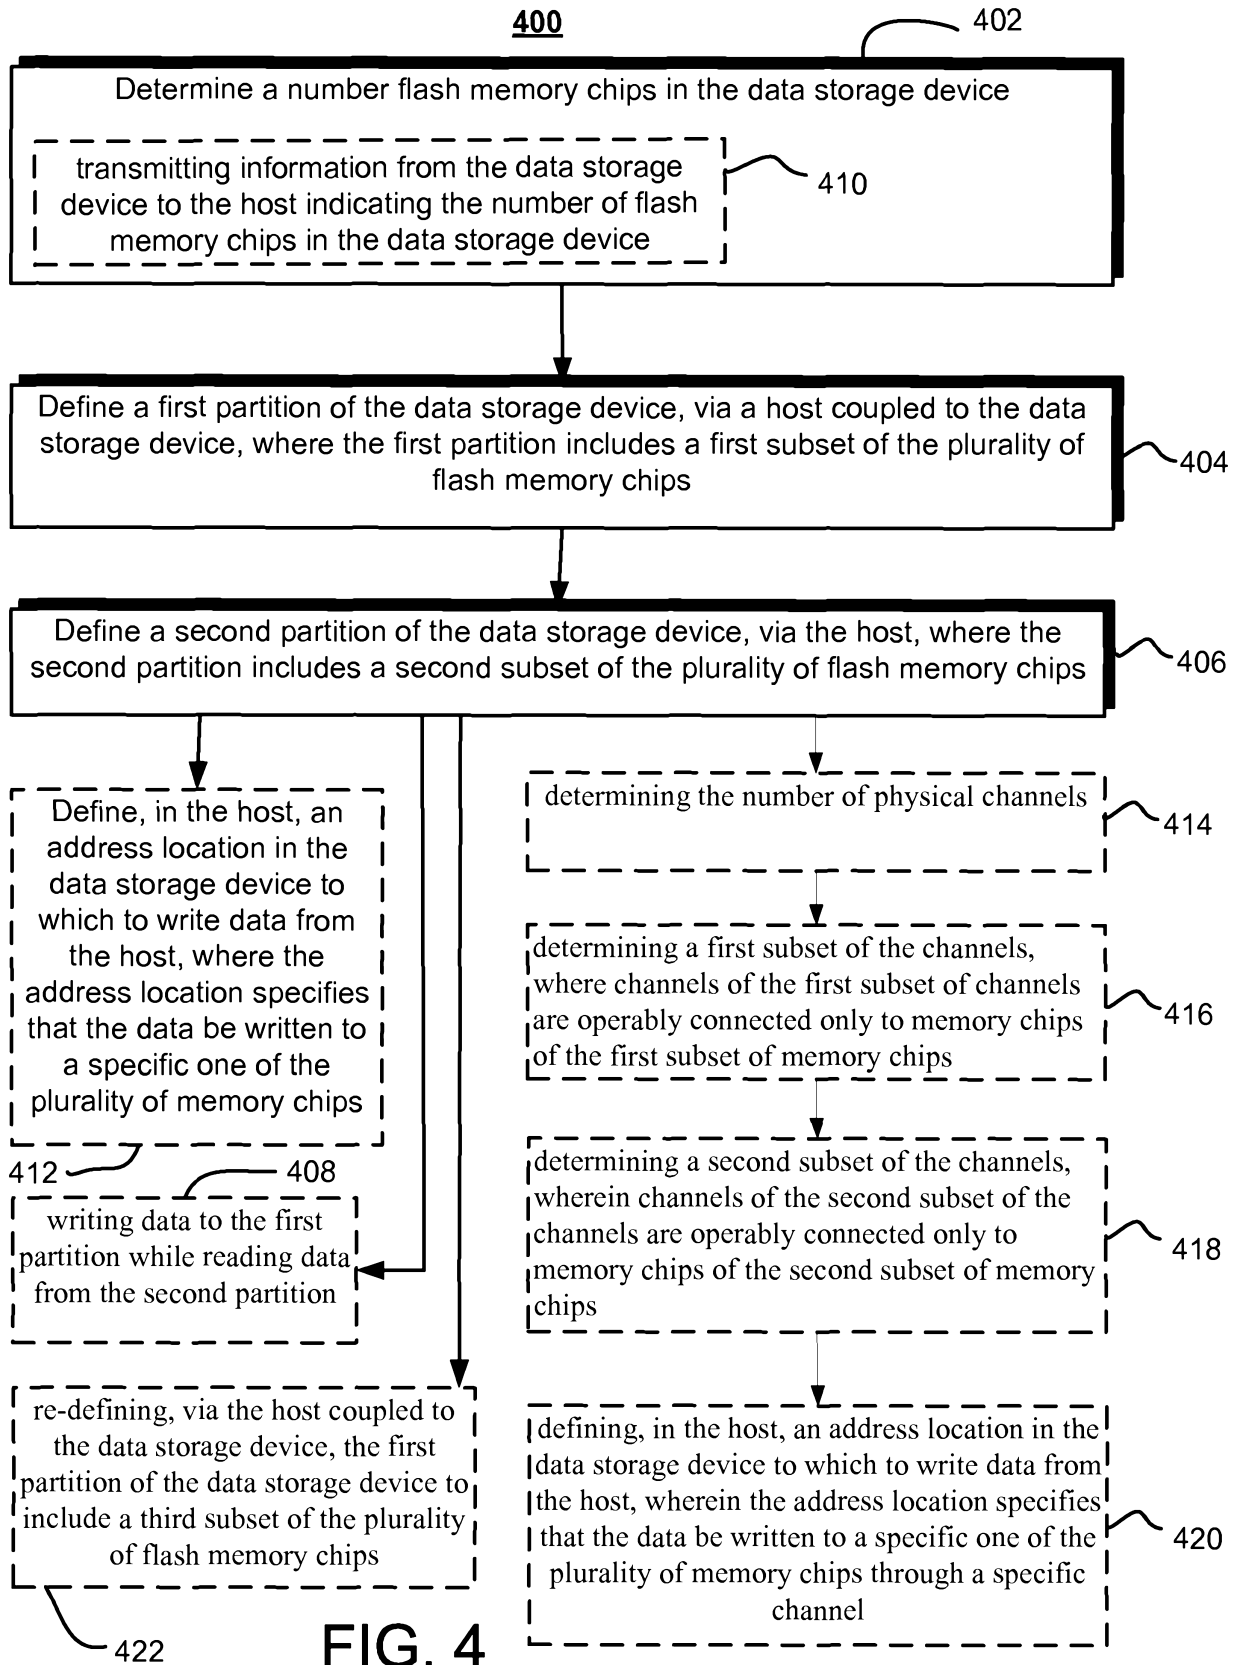 400
402
Determine a number flash memory chips in the data storage device
transmitting information from the data storage
device to the host indicating the number of flash
memory chips in the data storage device
410
Define a first partition of the data storage device, via a host coupled to the data
storage device, where the first partition includes a first subset of the plurality of
flash memory chips
404
Define a second partition of the data storage device, via the host, where the
second partition includes a second subset of the plurality of flash memory chips
406
Define, in the host, an
address location in the
data storage device to
which to write data from
the host, where the
address location specifies
that the data be written to
a specific one of the
plurality of memory chips
412
408
writing data to the first
partition while reading data
from the second partition
re-defining, via the host coupled to
the data storage device, the first
partition of the data storage device to
include a third subset of the plurality
of flash memory chips
422
determining the number of physical channels
414
determining a first subset of the channels,
where channels of the first subset of channels
are operably connected only to memory chips
of the first subset of memory chips
416
determining a second subset of the channels,
wherein channels of the second subset of the
channels are operably connected only to
memory chips of the second subset of memory
chips
418
defining, in the host, an address location in the
data storage device to which to write data from
the host, wherein the address location specifies
that the data be written to a specific one of the
plurality of memory chips through a specific
channel
420
FIG. 4